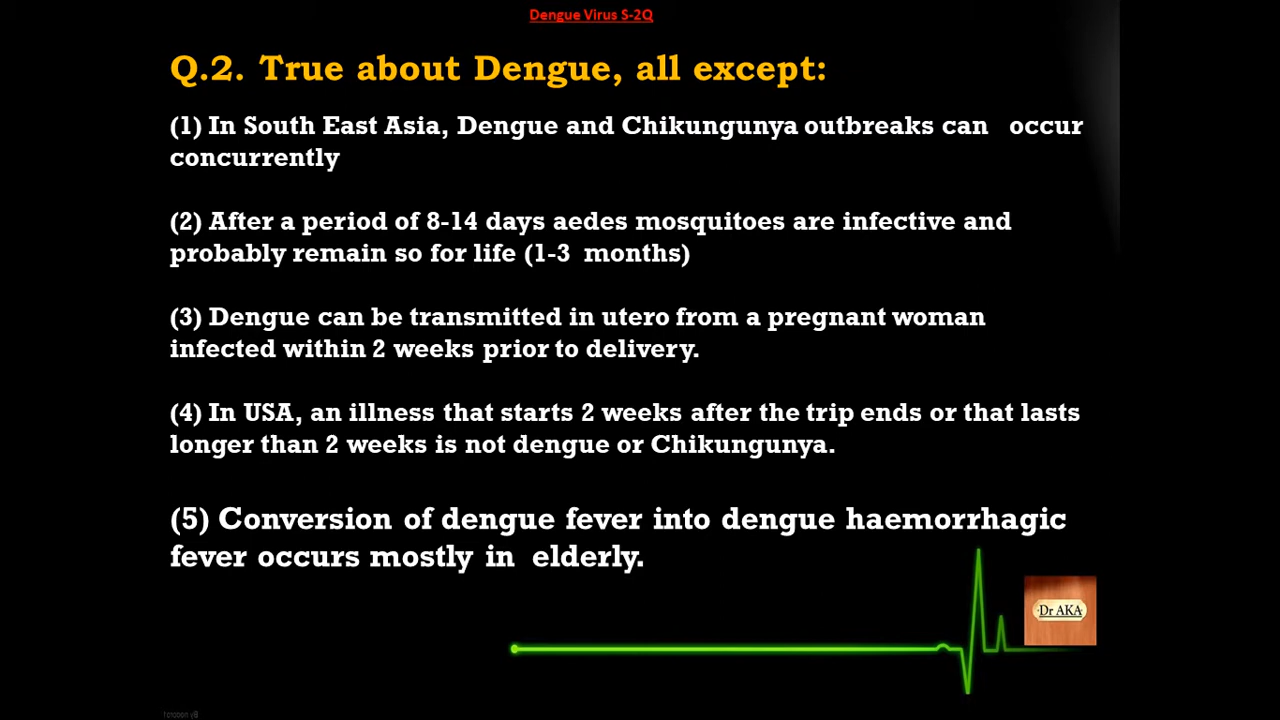 Dengue Virus S-2Q
Q.2. True about Dengue, all except:
(1) In South East Asia, Dengue and Chikungunya outbreaks can occur
concurrently
(2) After a period of 8-14 days aedes mosquitoes are infective and
probably remain so for life (1-3 months)
(3) Dengue can be transmitted in utero from a pregnant woman
infected within 2 weeks prior to delivery.
(4) In USA, an illness that starts 2 weeks after the trip ends or that lasts
longer than 2 weeks is not dengue or Chikungunya.
(5) Conversion of dengue fever into dengue haemorrhagic
fever occurs mostly in elderly.
Dr AKA